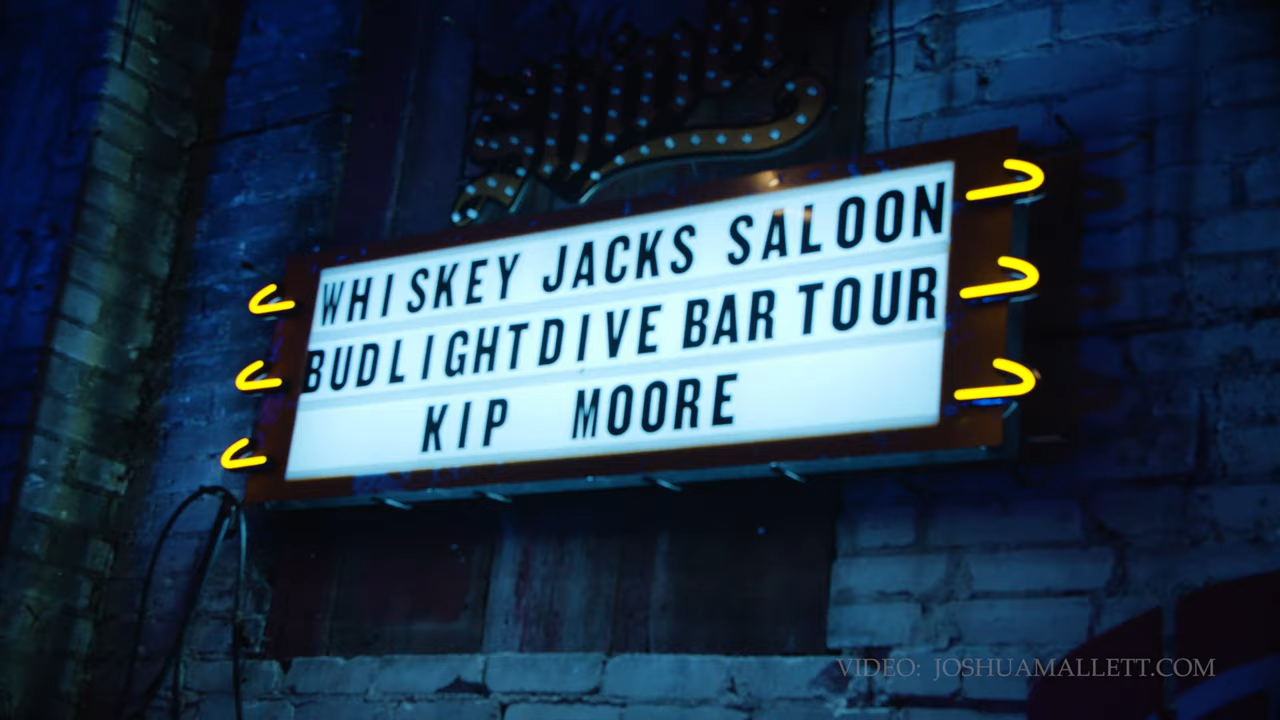 WHISKEY JACKS SALOON
BUDLIGHTDIVE BAR TOUR
KIP MOORE
VIDEO: JOSHUAMALLETT.COM